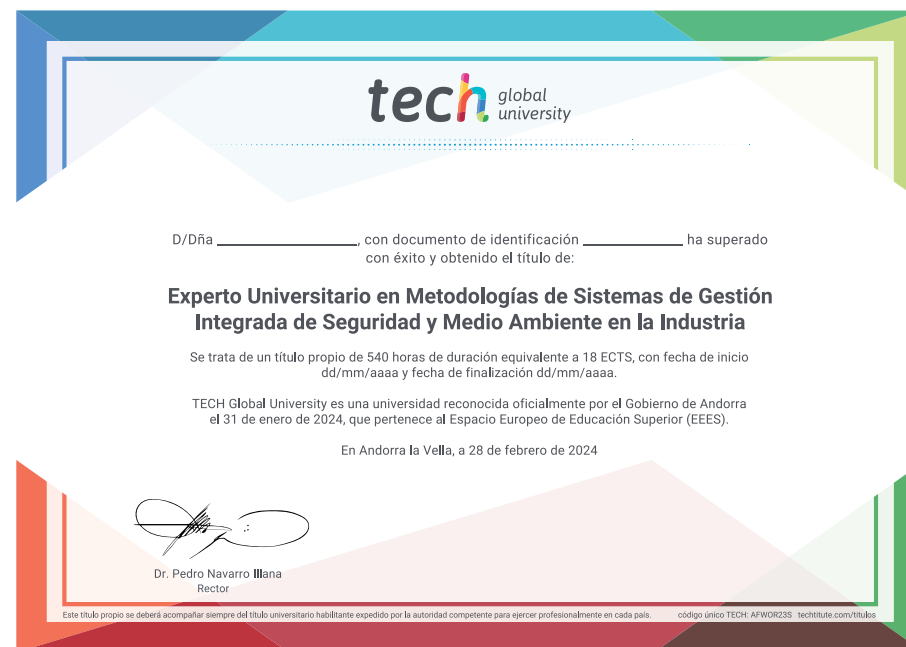 tech global university
D/Dña ____________________, con documento de identificación ______________ ha superado
con éxito y obtenido el título de:
Experto Universitario en Metodologías de Sistemas de Gestión
Integrada de Seguridad y Medio Ambiente en la Industria
Se trata de un título propio de 540 horas de duración equivalente a 18 ECTS, con fecha de inicio
dd/mm/aaaa y fecha de finalización dd/mm/aaaa.
TECH Global University es una universidad reconocida oficialmente por el Gobierno de Andorra
el 31 de enero de 2024, que pertenece al Espacio Europeo de Educación Superior (EEES).
En Andorra la Vella, a 28 de febrero de 2024
Dr. Pedro Navarro Illana
Rector
Este título propio se deberá acompañar siempre del título universitario habilitante expedido por la autoridad competente para ejercer profesionalmente en cada país. código único TECH: AFWOR23S techtitute.com/titulos